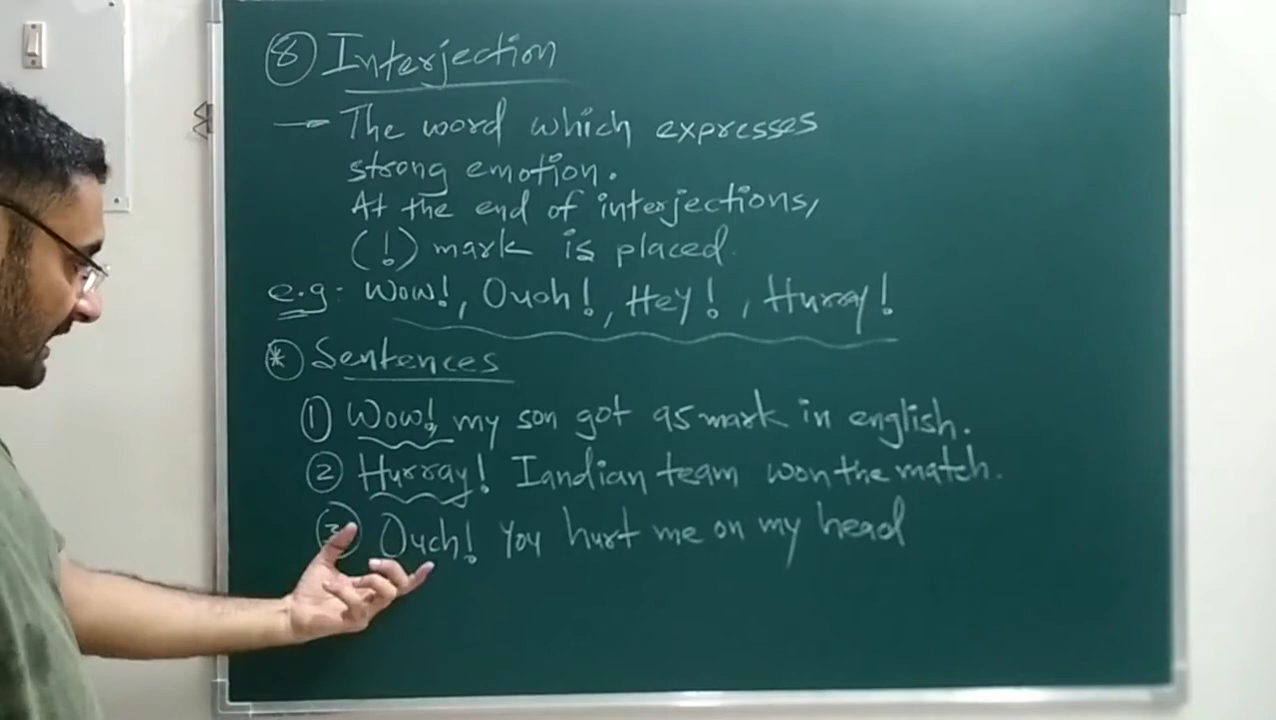 ⑧ Interjection
→ The word which expresses
strong emotion.
At the end of interjections,
(!) mark is placed.
e.g: Wow!, Ouch!, Hey!, Hurray!
* Sentences
① Wow! my son got 95 mark in english.
② Hurray! Iandian team won the match.
③ Ouch! You hurt me on my head